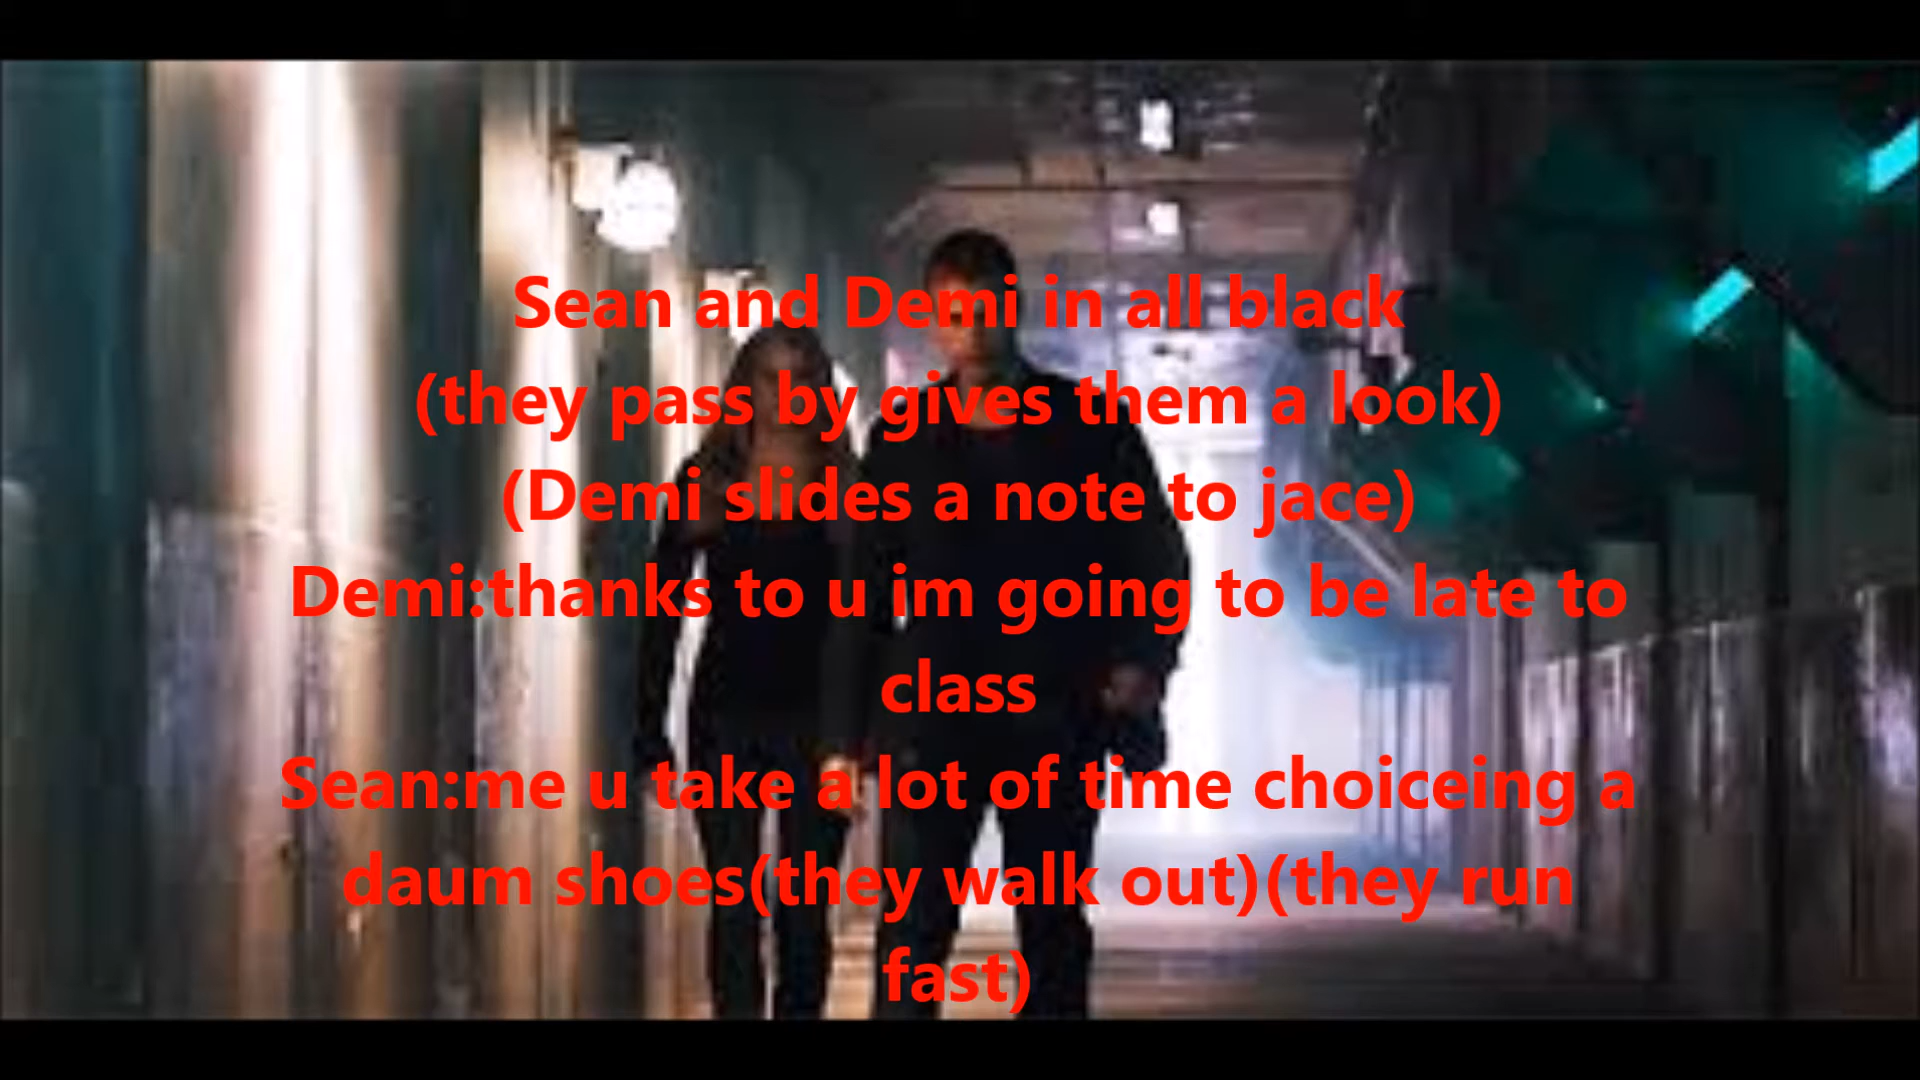 Sean and Demi in all black
(they pass by gives them a look)
(Demi slides a note to jace)
Demi:thanks to u im going to be late to
class
Sean:me u take a lot of time choiceing a
daum shoes(they walk out)(they run
fast)